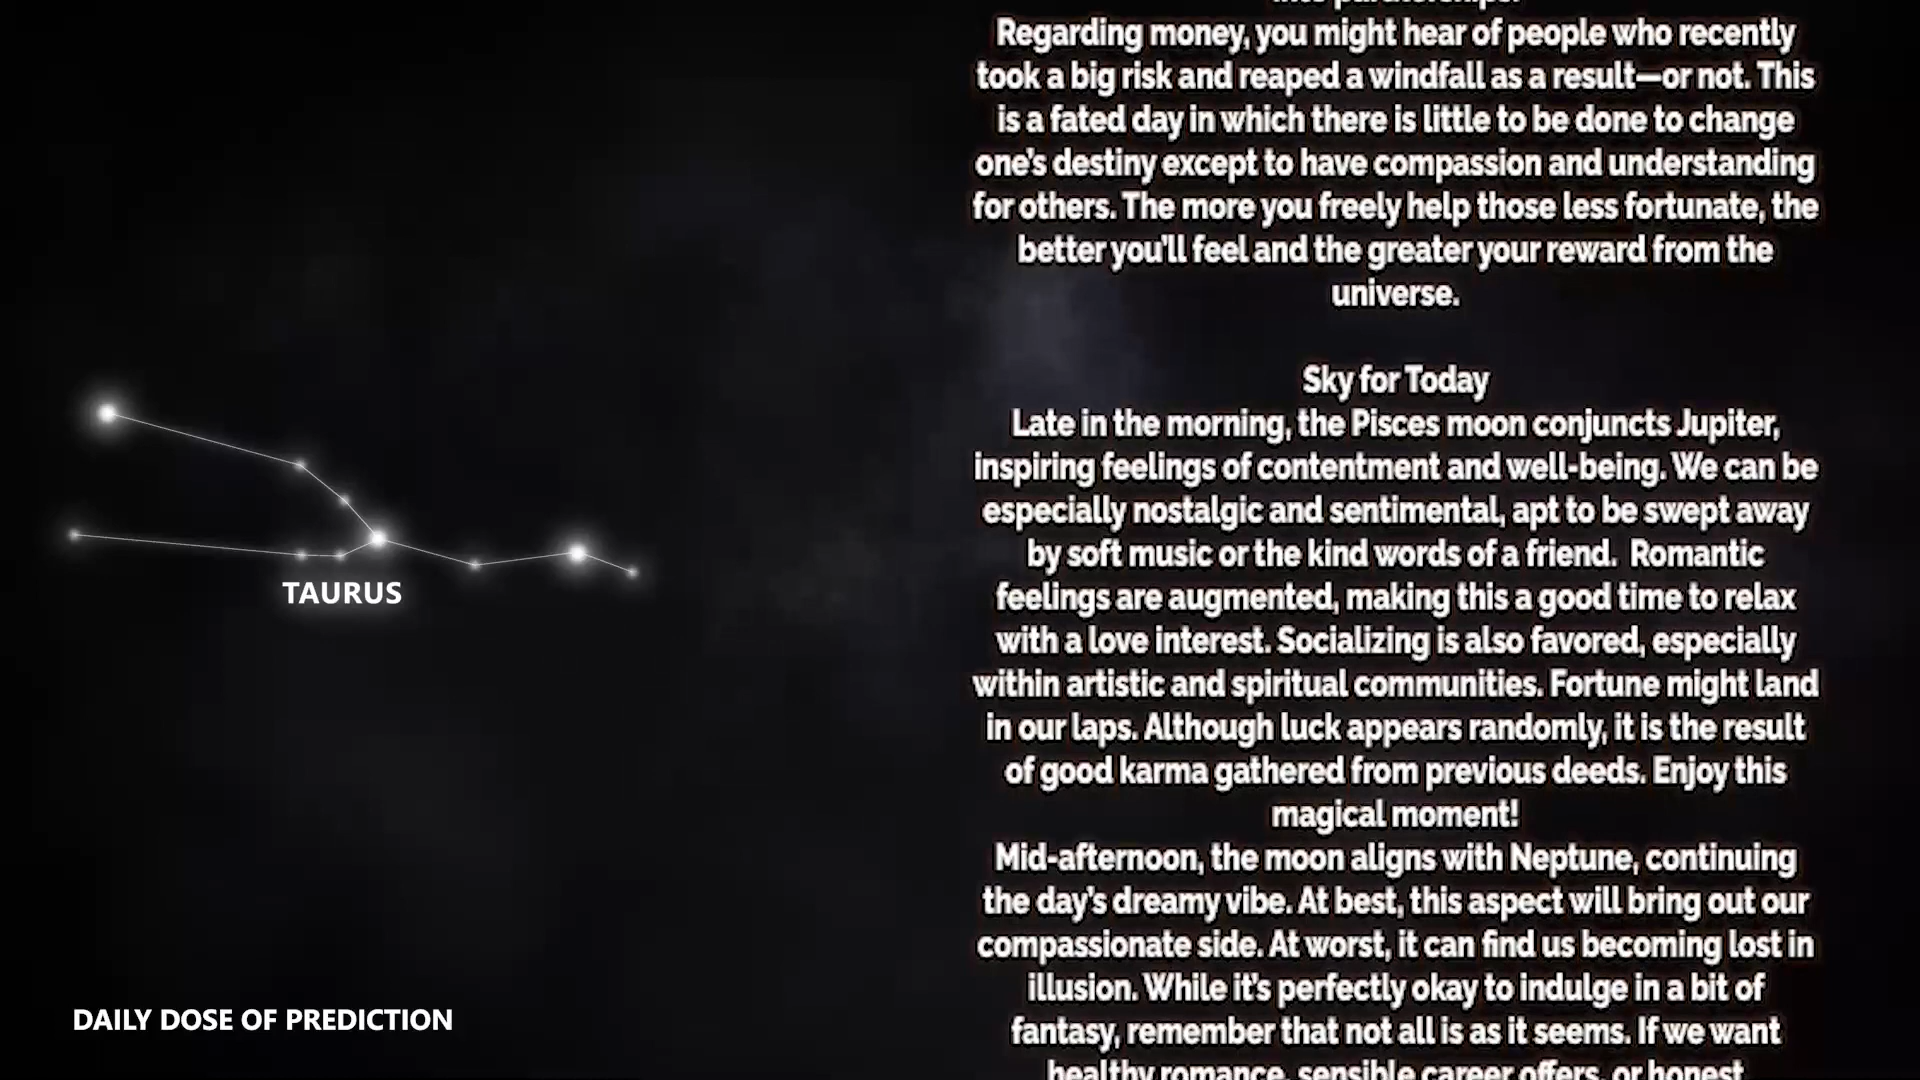 Regarding money, you might hear of people who recently
took a big risk and reaped a windfall as a result—or not. This
is a fated day in which there is little to be done to change
one's destiny except to have compassion and understanding
for others. The more you freely help those less fortunate, the
better you'll feel and the greater your reward from the
universe.
Sky for Today
Late in the morning, the Pisces moon conjuncts Jupiter,
inspiring feelings of contentment and well-being. We can be
especially nostalgic and sentimental, apt to be swept away
by soft music or the kind words of a friend.  Romantic
feelings are augmented, making this a good time to relax
with a love interest. Socializing is also favored, especially
within artistic and spiritual communities. Fortune might land
in our laps. Although luck appears randomly, it is the result
of good karma gathered from previous deeds. Enjoy this
magical moment!
Mid-afternoon, the moon aligns with Neptune, continuing
the day's dreamy vibe. At best, this aspect will bring out our
compassionate side. At worst, it can find us becoming lost in
illusion. While it's perfectly okay to indulge in a bit of
fantasy, remember that not all is as it seems. If we want
healthy romance, sensible career offers, or honest
TAURUS
DAILY DOSE OF PREDICTION